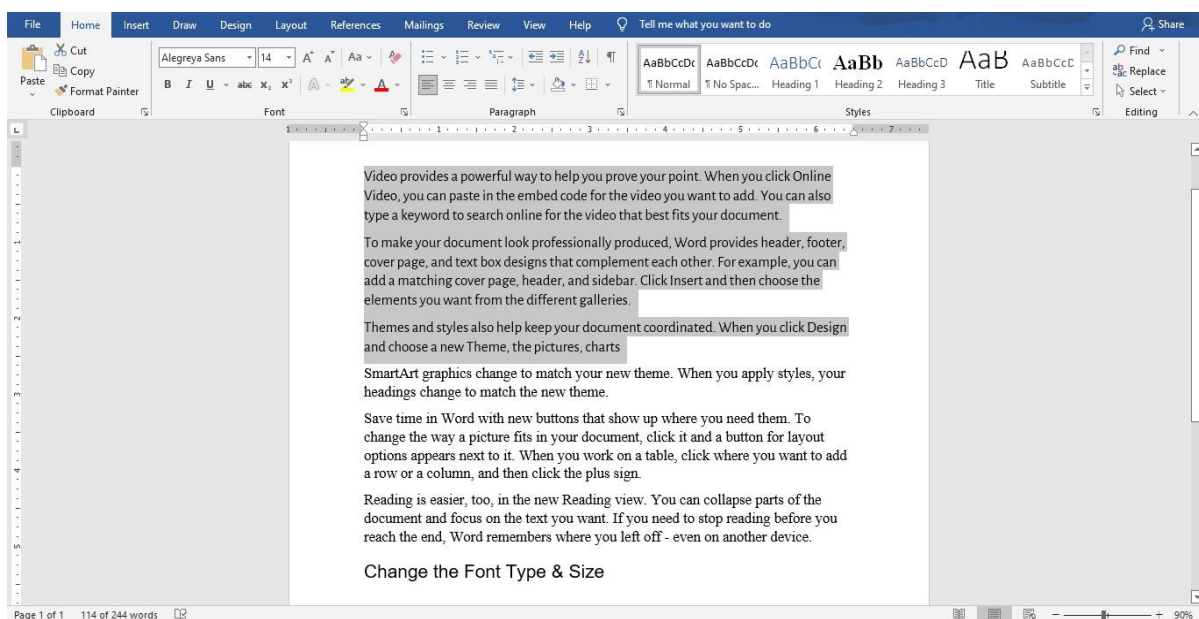 File Home Insert Draw Design Layout References Mailings Review View Help Tell me what you want to do Share
Cut
Copy
Paste
Format Painter
Clipboard
Alegreya Sans 14 A A Aa
B I U abc X₂ X² A aby A
Font
Paragraph
AaBbCcDc AaBbCcDc AaBbCc AaBb AaBbCcD AaB AaBbCcD
¶ Normal ¶ No Spac... Heading 1 Heading 2 Heading 3 Title Subtitle
Styles
Find
Replace
Select
Editing
1 1 2 3 4 5 6 7
Video provides a powerful way to help you prove your point. When you click Online
Video, you can paste in the embed code for the video you want to add. You can also
type a keyword to search online for the video that best fits your document.
To make your document look professionally produced, Word provides header, footer,
cover page, and text box designs that complement each other. For example, you can
add a matching cover page, header, and sidebar. Click Insert and then choose the
elements you want from the different galleries.
Themes and styles also help keep your document coordinated. When you click Design
and choose a new Theme, the pictures, charts
SmartArt graphics change to match your new theme. When you apply styles, your
headings change to match the new theme.
Save time in Word with new buttons that show up where you need them. To
change the way a picture fits in your document, click it and a button for layout
options appears next to it. When you work on a table, click where you want to add
a row or a column, and then click the plus sign.
Reading is easier, too, in the new Reading view. You can collapse parts of the
document and focus on the text you want. If you need to stop reading before you
reach the end, Word remembers where you left off - even on another device.
Change the Font Type & Size
Page 1 of 1 114 of 244 words 90%